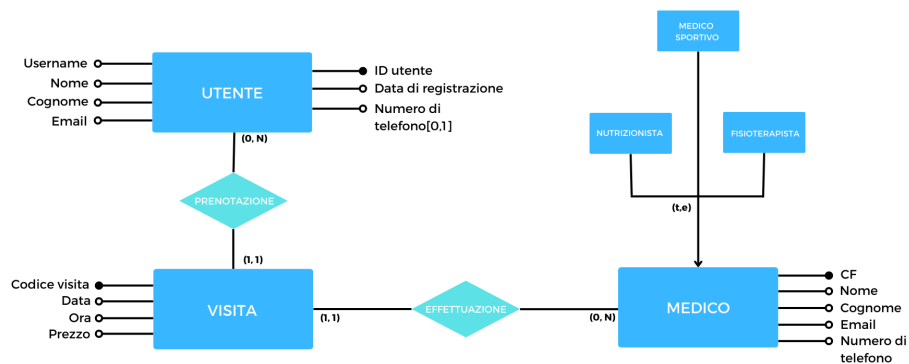 MEDICO
SPORTIVO
Username
Nome
Cognome
Email
UTENTE
ID utente
Data di registrazione
Numero di
telefono[0,1]
(0, N)
NUTRIZIONISTA
FISIOTERAPISTA
PRENOTAZIONE
(t,e)
(1, 1)
Codice visita
Data
Ora
Prezzo
VISITA
(1, 1)
EFFETTUAZIONE
(0, N)
MEDICO
CF
Nome
Cognome
Email
Numero di
telefono